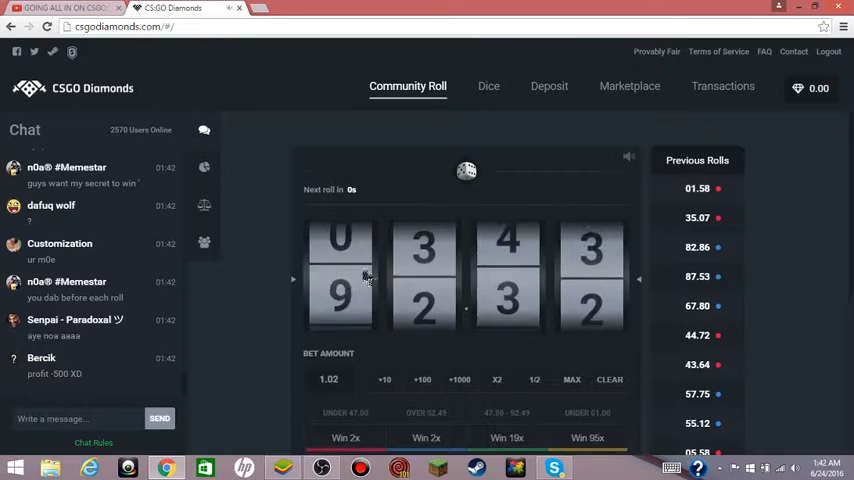 GOING ALL IN ON CSGO
CS:GO Diamonds
csgodiamonds.com/#/
Provably Fair
Terms of Service
FAQ
Contact
Logout
CSGO Diamonds
Community Roll
Dice
Deposit
Marketplace
Transactions
0.00
Chat
2570 Users Online
n0a® #Memestar
01:42
guys want my secret to win '
dafuq wolf
01:42
?
Customization
01:42
ur m0e
n0a® #Memestar
01:42
you dab before each roll
Senpai - Paradoxal ツ
01:42
aye noa aaaa
? Bercik
01:42
profit -500 XD
Write a message...
SEND
Chat Rules
Next roll in 0s
0 3 4 3
9 2 . 3 2
BET AMOUNT
1.02
+10
+100
+1000
X2
1/2
MAX
CLEAR
UNDER 47.50
OVER 52.49
47.50 - 52.49
UNDER 01.00
Win 2x
Win 2x
Win 19x
Win 95x
Previous Rolls
01.58
35.07
82.86
87.53
67.80
44.72
43.64
57.75
55.12
05.58
hp
101
1:42 AM
6/24/2016